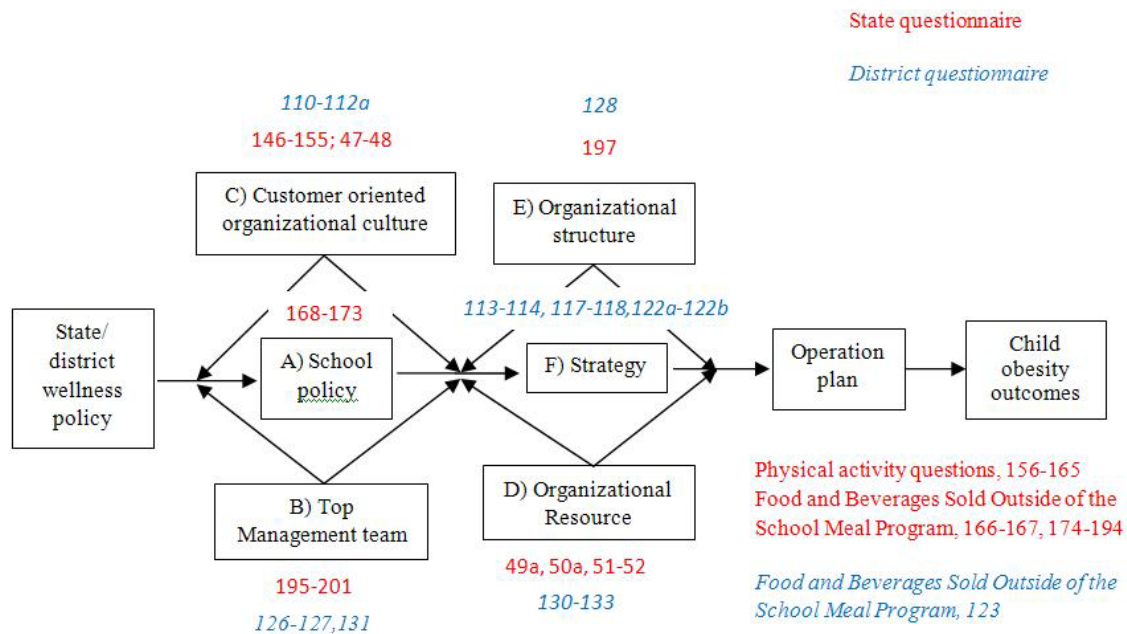 State questionnaire
District questionnaire
110-112a
146-155; 47-48
128
197
C) Customer oriented
organizational culture
E) Organizational
structure
168-173
113-114, 117-118,122a-122b
State/
district
wellness
policy
A) School
policy
F) Strategy
Operation
plan
Child
obesity
outcomes
B) Top
Management team
D) Organizational
Resource
195-201
126-127,131
49a, 50a, 51-52
130-133
Physical activity questions, 156-165
Food and Beverages Sold Outside of the
School Meal Program, 166-167, 174-194
Food and Beverages Sold Outside of the
School Meal Program, 123